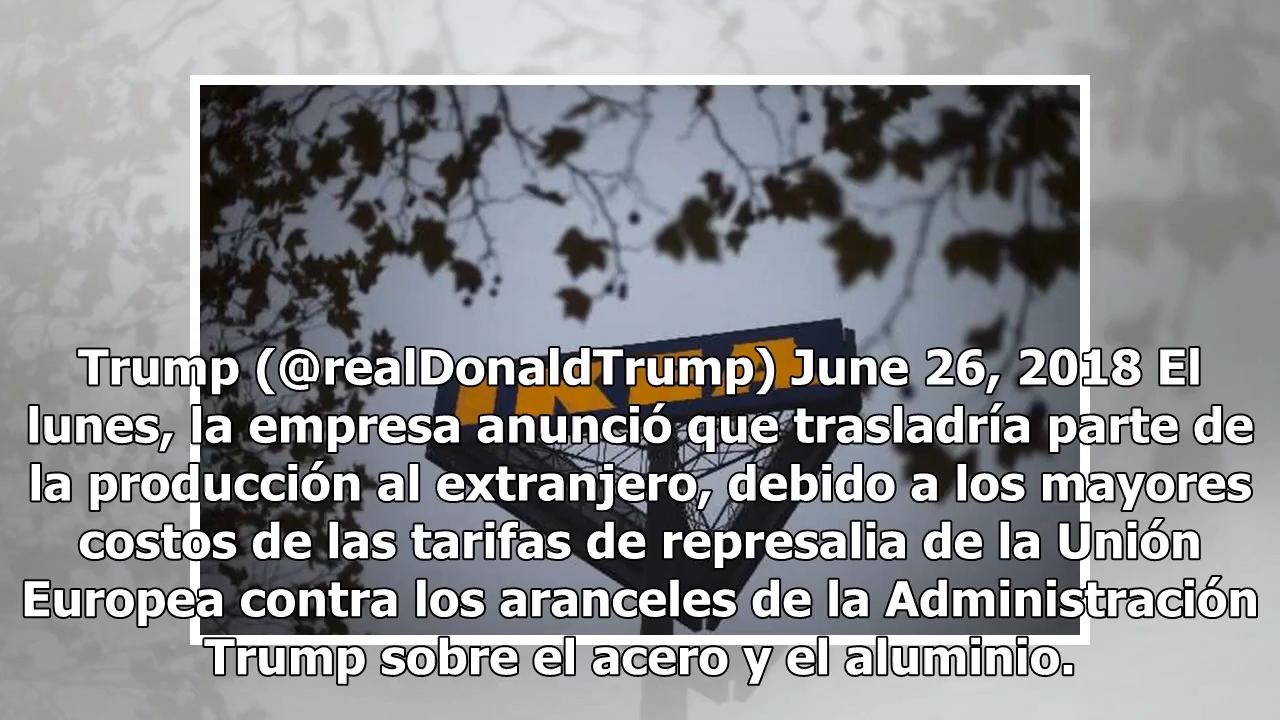 IKEA
Trump (@realDonaldTrump) June 26, 2018 El
lunes, la empresa anunció que trasladría parte de
la producción al extranjero, debido a los mayores
costos de las tarifas de represalia de la Unión
Europea contra los aranceles de la Administración
Trump sobre el acero y el aluminio.